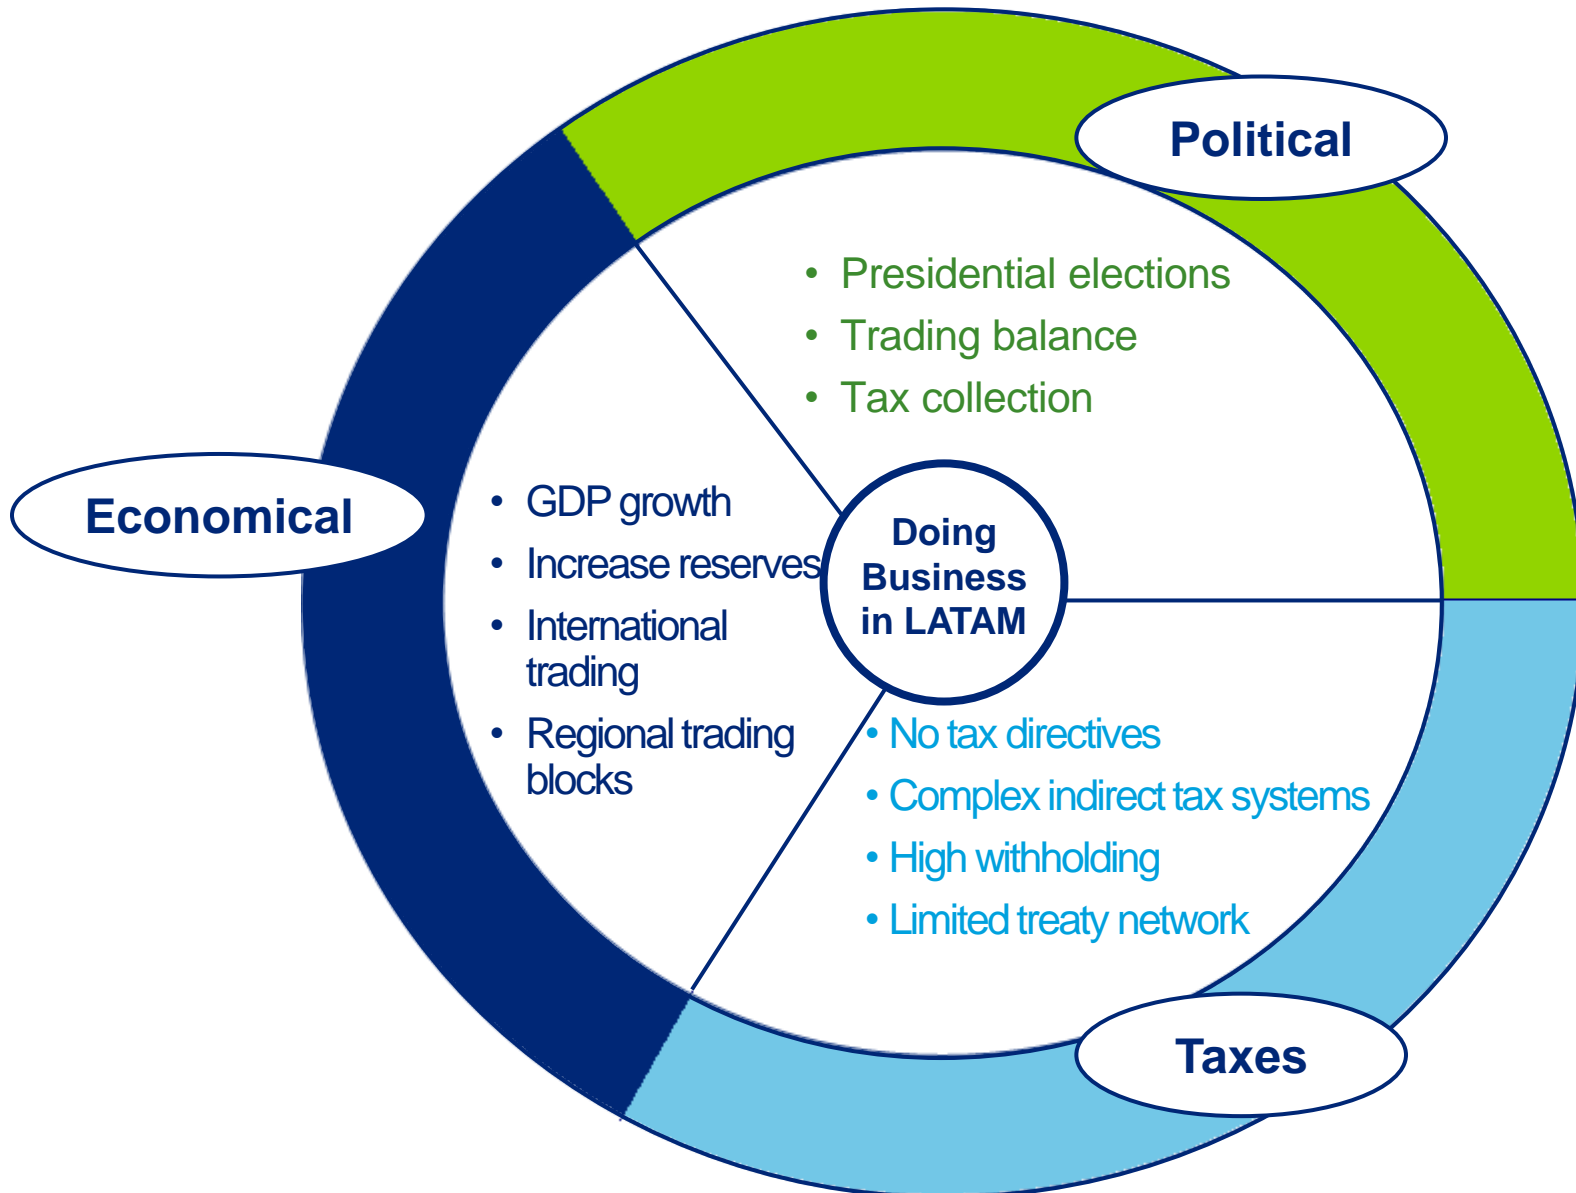 Political
• Presidential elections
• Trading balance
• Tax collection
Economical
• GDP growth
• Increase reserves
• International
trading
• Regional trading
blocks
Doing
Business
in LATAM
• No tax directives
• Complex indirect tax systems
• High withholding
• Limited treaty network
Taxes